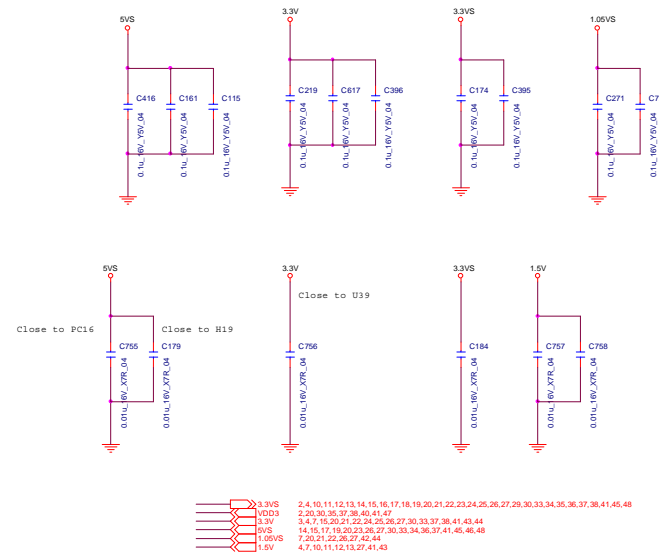 5VS
3.3V
3.3VS
1.05VS
C416
C161
C115
C219
C617
C396
C174
C395
C271
0.1u_16V_Y5V_04
0.1u_16V_Y5V_04
0.1u_16V_Y5V_04
0.1u_16V_Y5V_04
0.1u_16V_Y5V_04
0.1u_16V_Y5V_04
0.1u_16V_Y5V_04
0.1u_16V_Y5V_04
0.1u_16V_Y5V_04
0.1u_16V_Y5V_04
5VS
3.3V
3.3VS
1.5V
Close to U39
Close to PC16
Close to H19
C755
C179
C756
C184
C757
C758
0.01u_16V_X7R_04
0.01u_16V_X7R_04
0.01u_16V_X7R_04
0.01u_16V_X7R_04
0.01u_16V_X7R_04
0.01u_16V_X7R_04
3.3VS 2,4,10,11,12,13,14,15,16,17,18,19,20,21,22,23,24,25,26,27,29,30,33,34,35,36,37,38,41,45,48
VDD3 2,20,30,35,37,38,40,41,47
3.3V 3,4,7,15,20,21,22,24,25,26,27,30,33,37,38,41,43,44
5VS 14,15,17,19,20,23,26,27,30,33,34,36,37,41,45,46,48
1.05VS 7,20,21,22,26,27,42,44
1.5V 4,7,10,11,12,13,27,41,43